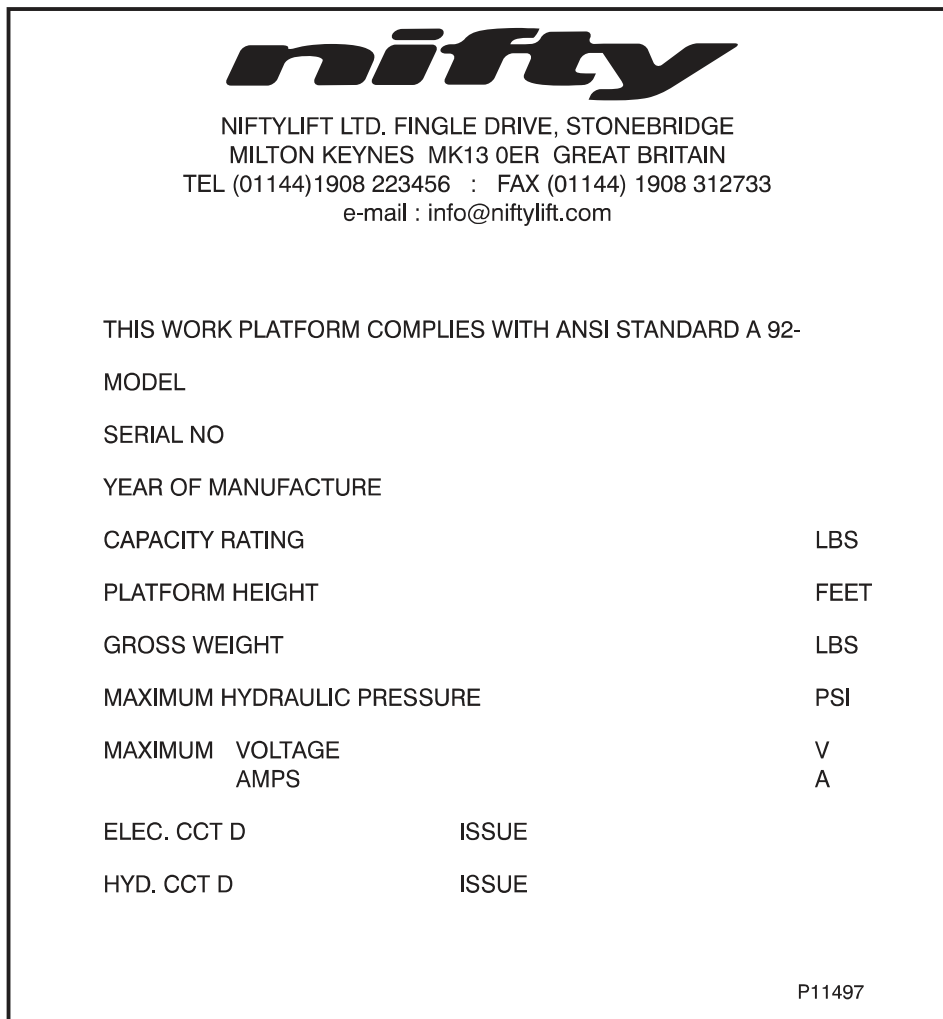 nifty
NIFTYLIFT LTD. FINGLE DRIVE, STONEBRIDGE
MILTON KEYNES MK13 0ER GREAT BRITAIN
TEL (01144)1908 223456 : FAX (01144) 1908 312733
e-mail : info@niftylift.com
THIS WORK PLATFORM COMPLIES WITH ANSI STANDARD A 92-
MODEL
SERIAL NO
YEAR OF MANUFACTURE
CAPACITY RATING LBS
PLATFORM HEIGHT FEET
GROSS WEIGHT LBS
MAXIMUM HYDRAULIC PRESSURE PSI
MAXIMUM VOLTAGE V
AMPS A
ELEC. CCT D ISSUE
HYD. CCT D ISSUE
P11497